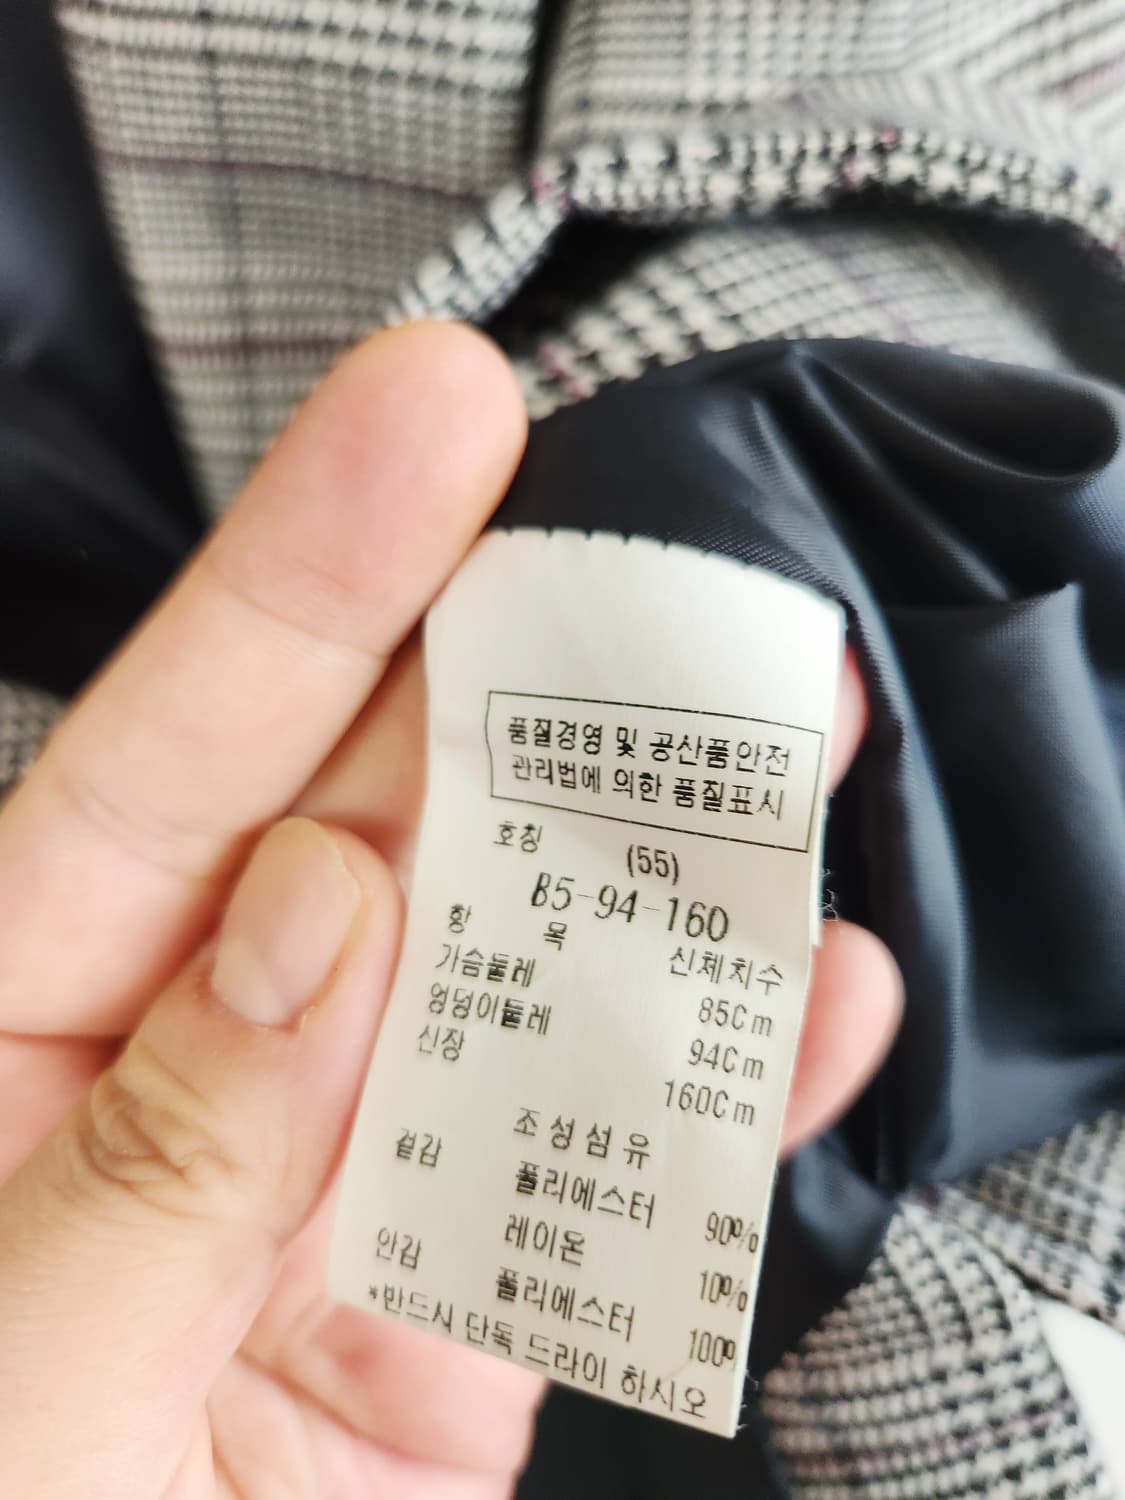 품질경영 및 공산품안전
관리법에 의한 품질표시
호칭 (55)
85-94-160
항 목 신체치수
가슴둘레 85Cm
엉덩이둘레 94Cm
신장 160Cm
조성섬유
겉감 폴리에스터 90%
레이온 10%
안감 폴리에스터 100%
*반드시 단독 드라이 하시오